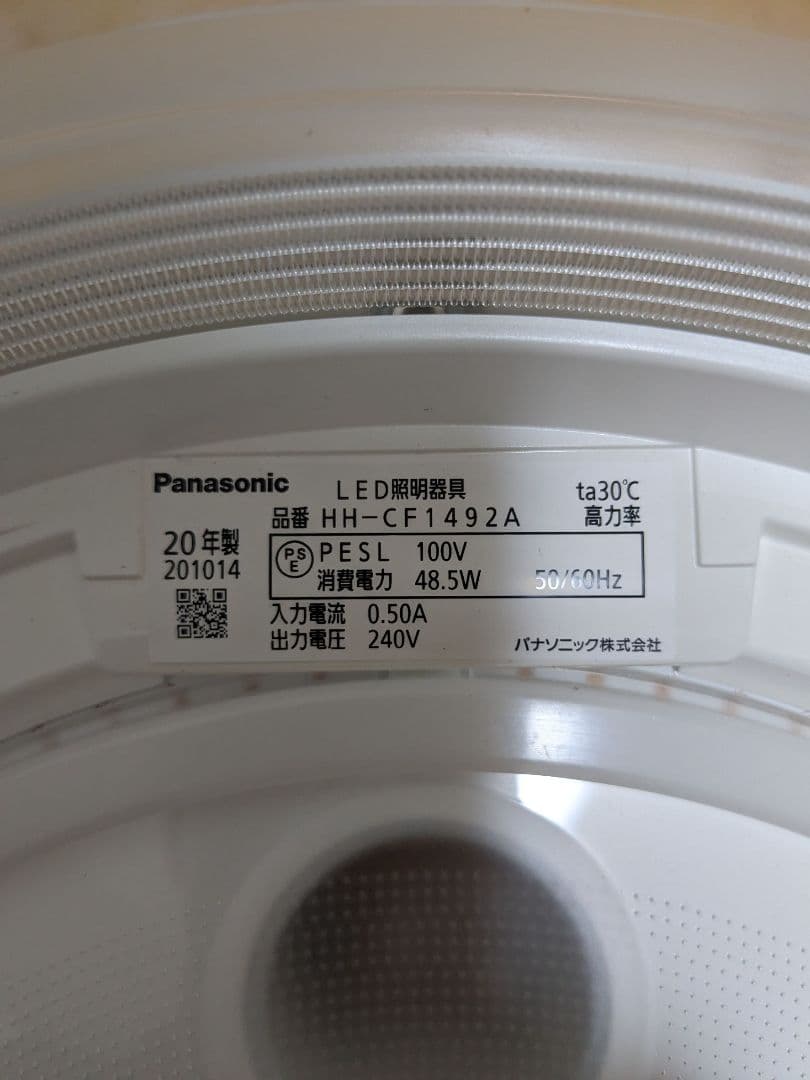 Panasonic LED照明器具 ta30℃
品番 HH-CF1492A 高力率
20年製
201014
PSE PESL 100V
消費電力 48.5W 50/60Hz
入力電流 0.50A
出力電圧 240V パナソニック株式会社